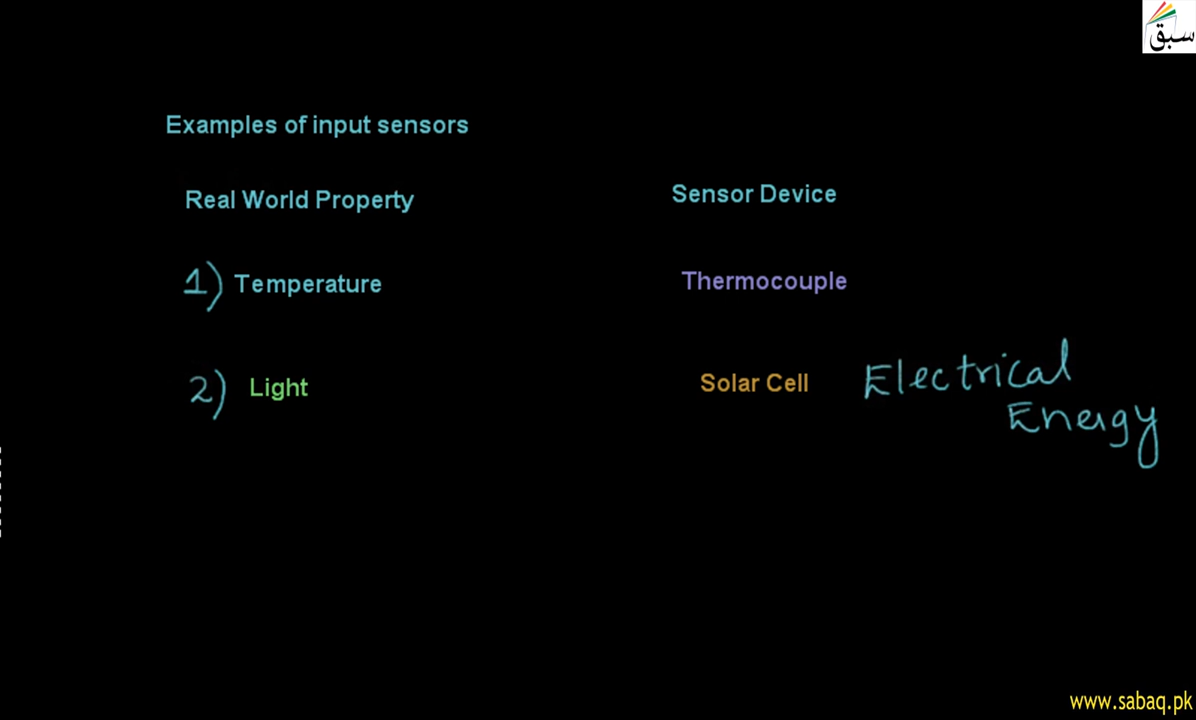 سبق
Examples of input sensors
Real World Property Sensor Device
1) Temperature Thermocouple
2) Light Solar Cell Electrical
Energy
www.sabaq.pk